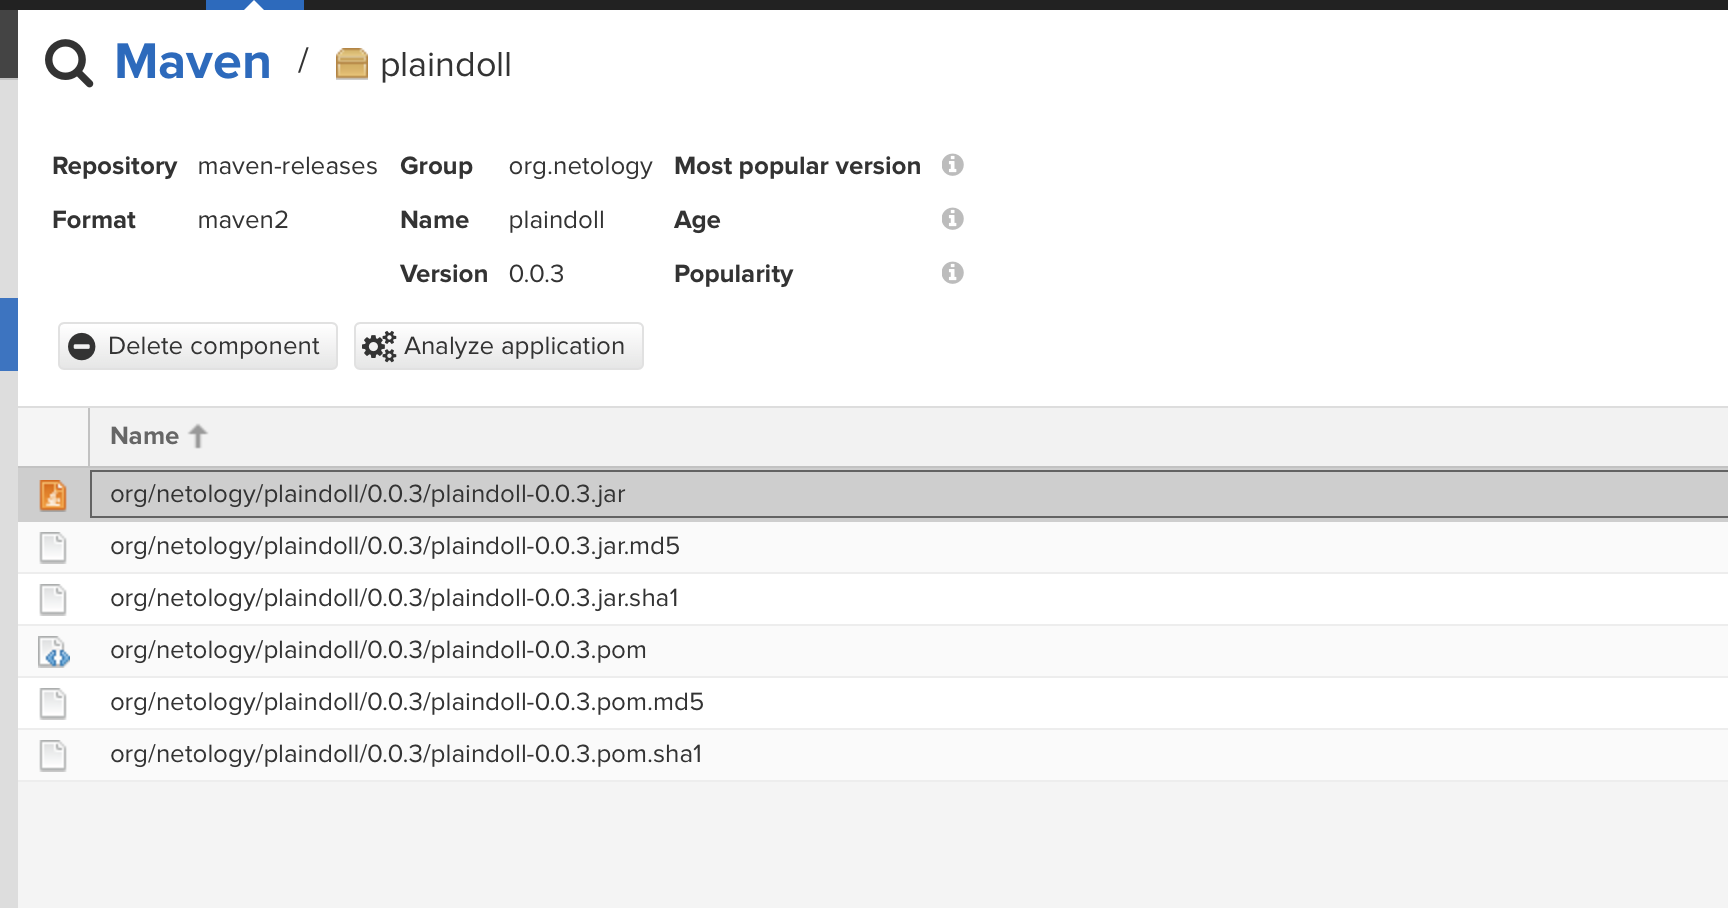 Maven / plaindoll
Repository maven-releases Group org.netology Most popular version
Format maven2 Name plaindoll Age
Version 0.0.3 Popularity
Delete component Analyze application
Name
org/netology/plaindoll/0.0.3/plaindoll-0.0.3.jar
org/netology/plaindoll/0.0.3/plaindoll-0.0.3.jar.md5
org/netology/plaindoll/0.0.3/plaindoll-0.0.3.jar.sha1
org/netology/plaindoll/0.0.3/plaindoll-0.0.3.pom
org/netology/plaindoll/0.0.3/plaindoll-0.0.3.pom.md5
org/netology/plaindoll/0.0.3/plaindoll-0.0.3.pom.sha1